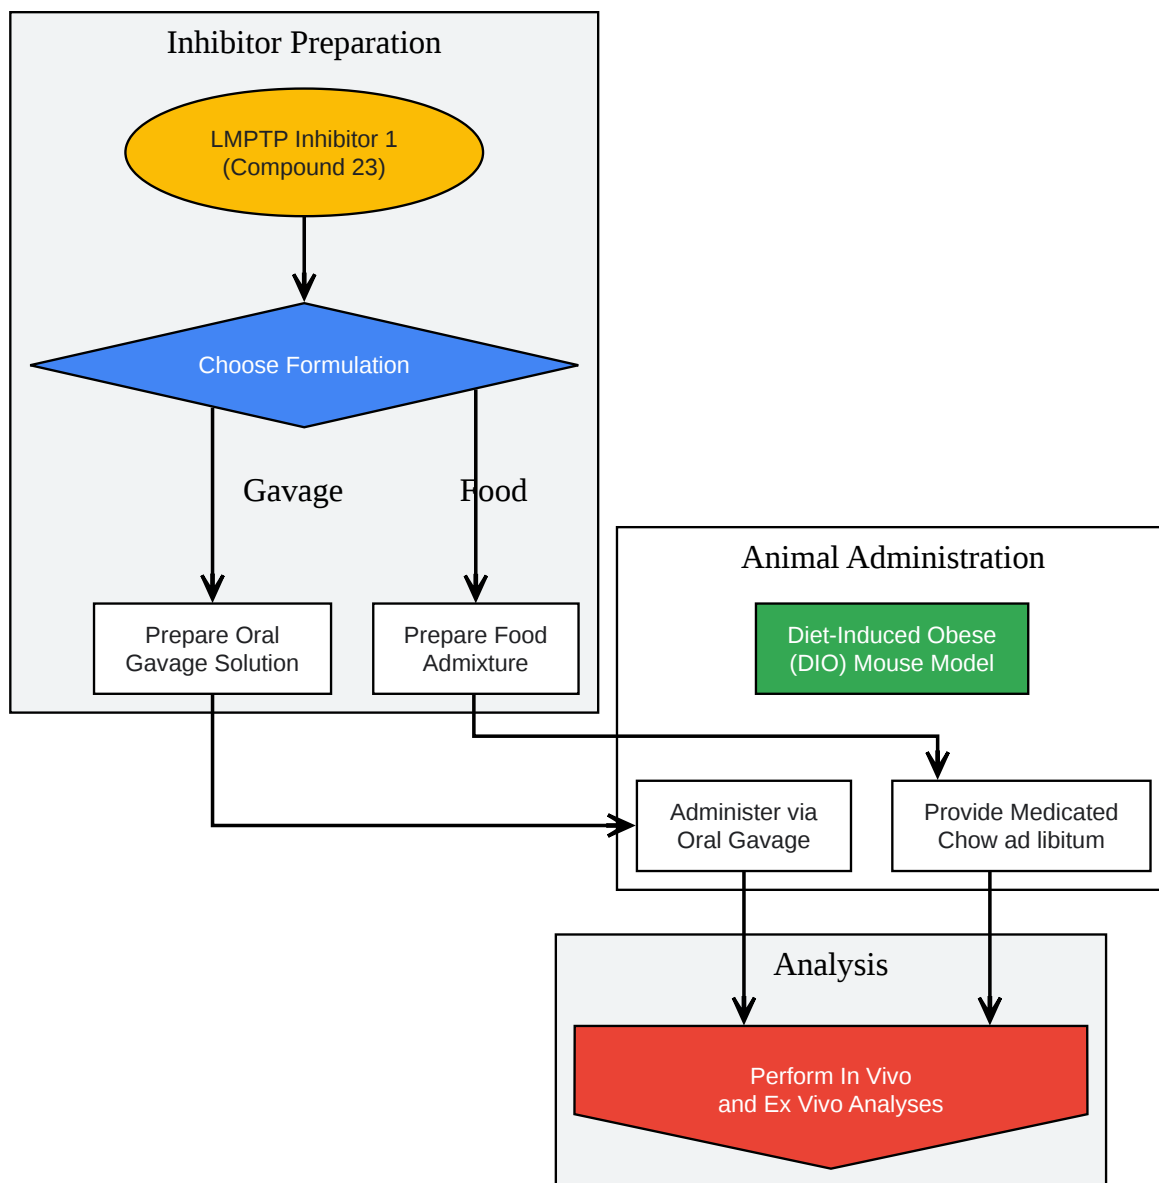 Inhibitor Preparation
LMPTP Inhibitor 1
(Compound 23)
Choose Formulation
Gavage
Food
Prepare Oral
Gavage Solution
Prepare Food
Admixture
Animal Administration
Diet-Induced Obese
(DIO) Mouse Model
Administer via
Oral Gavage
Provide Medicated
Chow ad libitum
Analysis
Perform In Vivo
and Ex Vivo Analyses